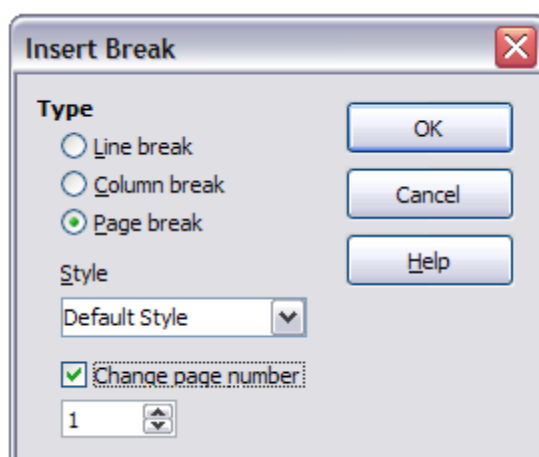 Insert Break
Type
Line break
Column break
Page break
Style
Default Style
Change page number
1
OK
Cancel
Help